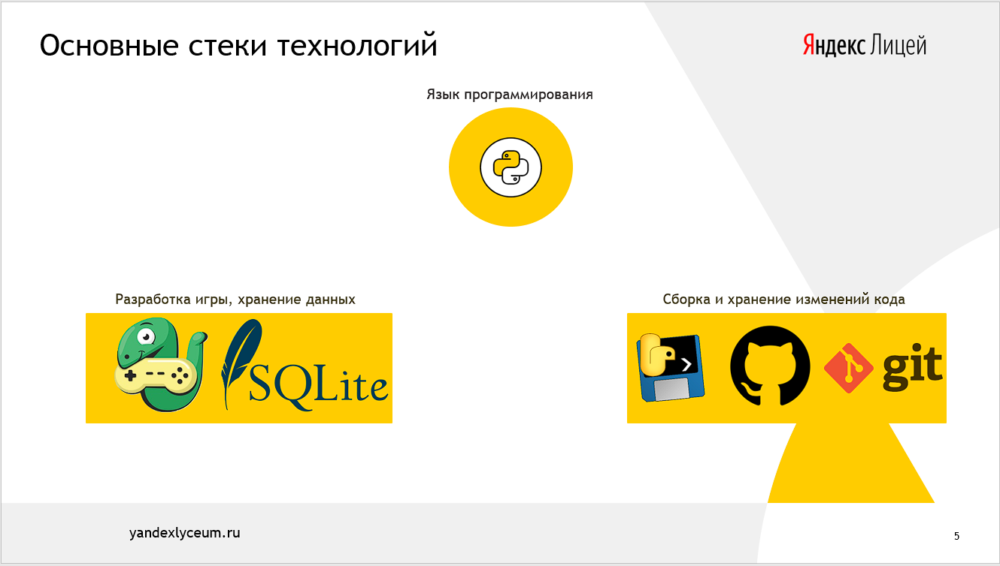 Основные стеки технологий
Яндекс Лицей
Язык программирования
Разработка игры, хранение данных
SQLite
Сборка и хранение изменений кода
git
yandexlyceum.ru
5